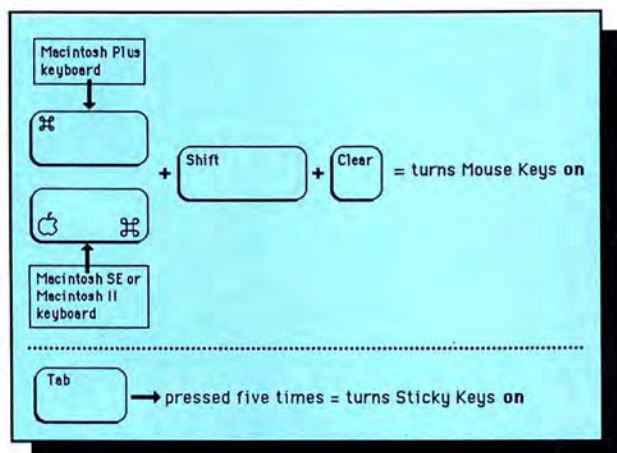 Macintosh Plus
keyboard
⌘
+ Shift + Clear = turns Mouse Keys on
⌘
Macintosh SE or
Macintosh II
keyboard
Tab
pressed five times = turns Sticky Keys on